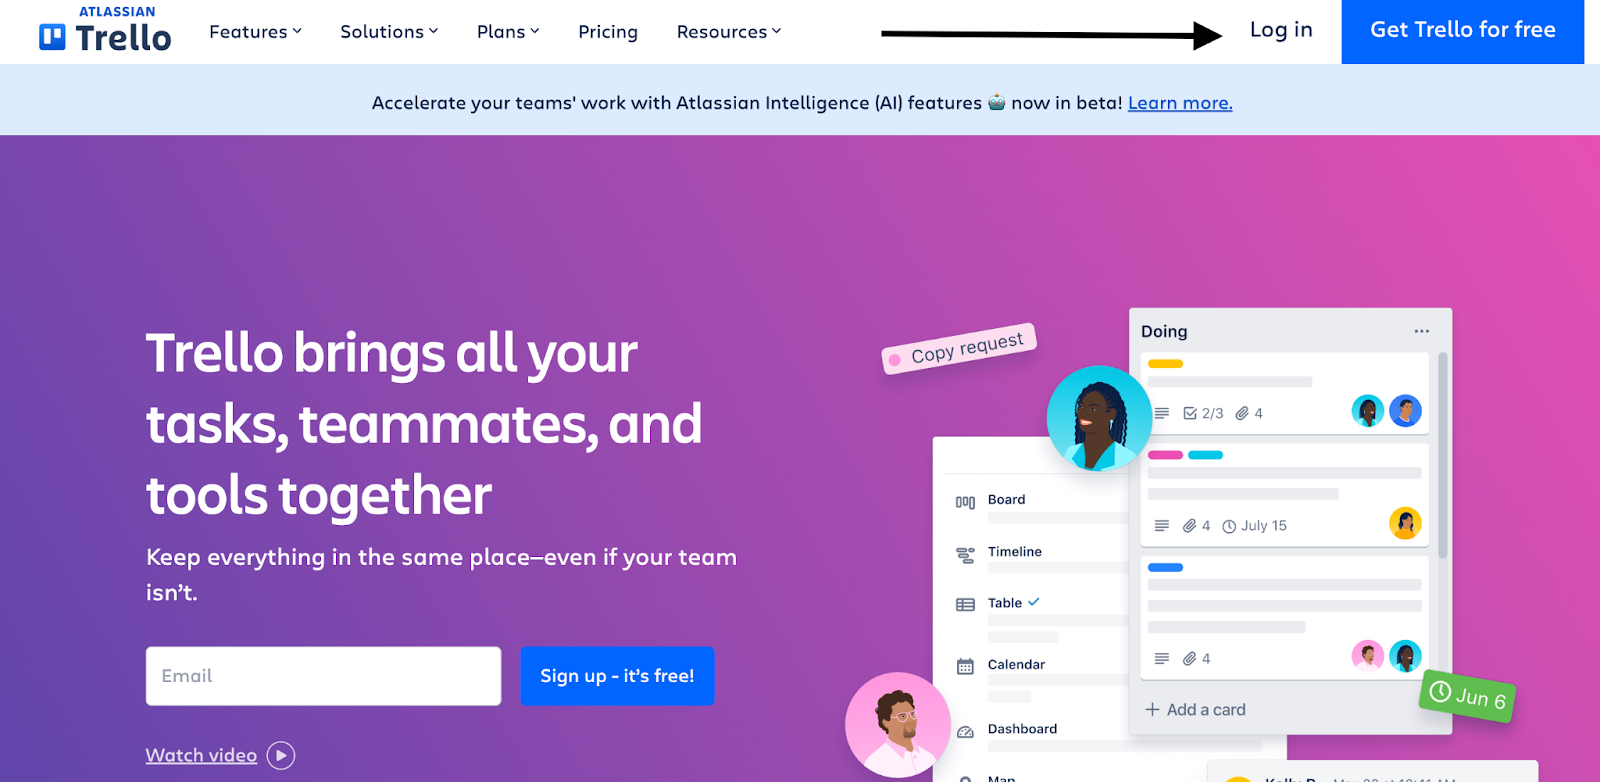 ATLASSIAN
Trello
Features
Solutions
Plans
Pricing
Resources
Log in
Get Trello for free
Accelerate your teams' work with Atlassian Intelligence (AI) features 🤖 now in beta! Learn more.
Trello brings all your
tasks, teammates, and
tools together
Keep everything in the same place—even if your team
isn’t.
Email
Sign up - it’s free!
Watch video
Copy request
Doing
2/3
4
4
July 15
4
Add a card
Jun 6
Board
Timeline
Table
Calendar
Dashboard
Map